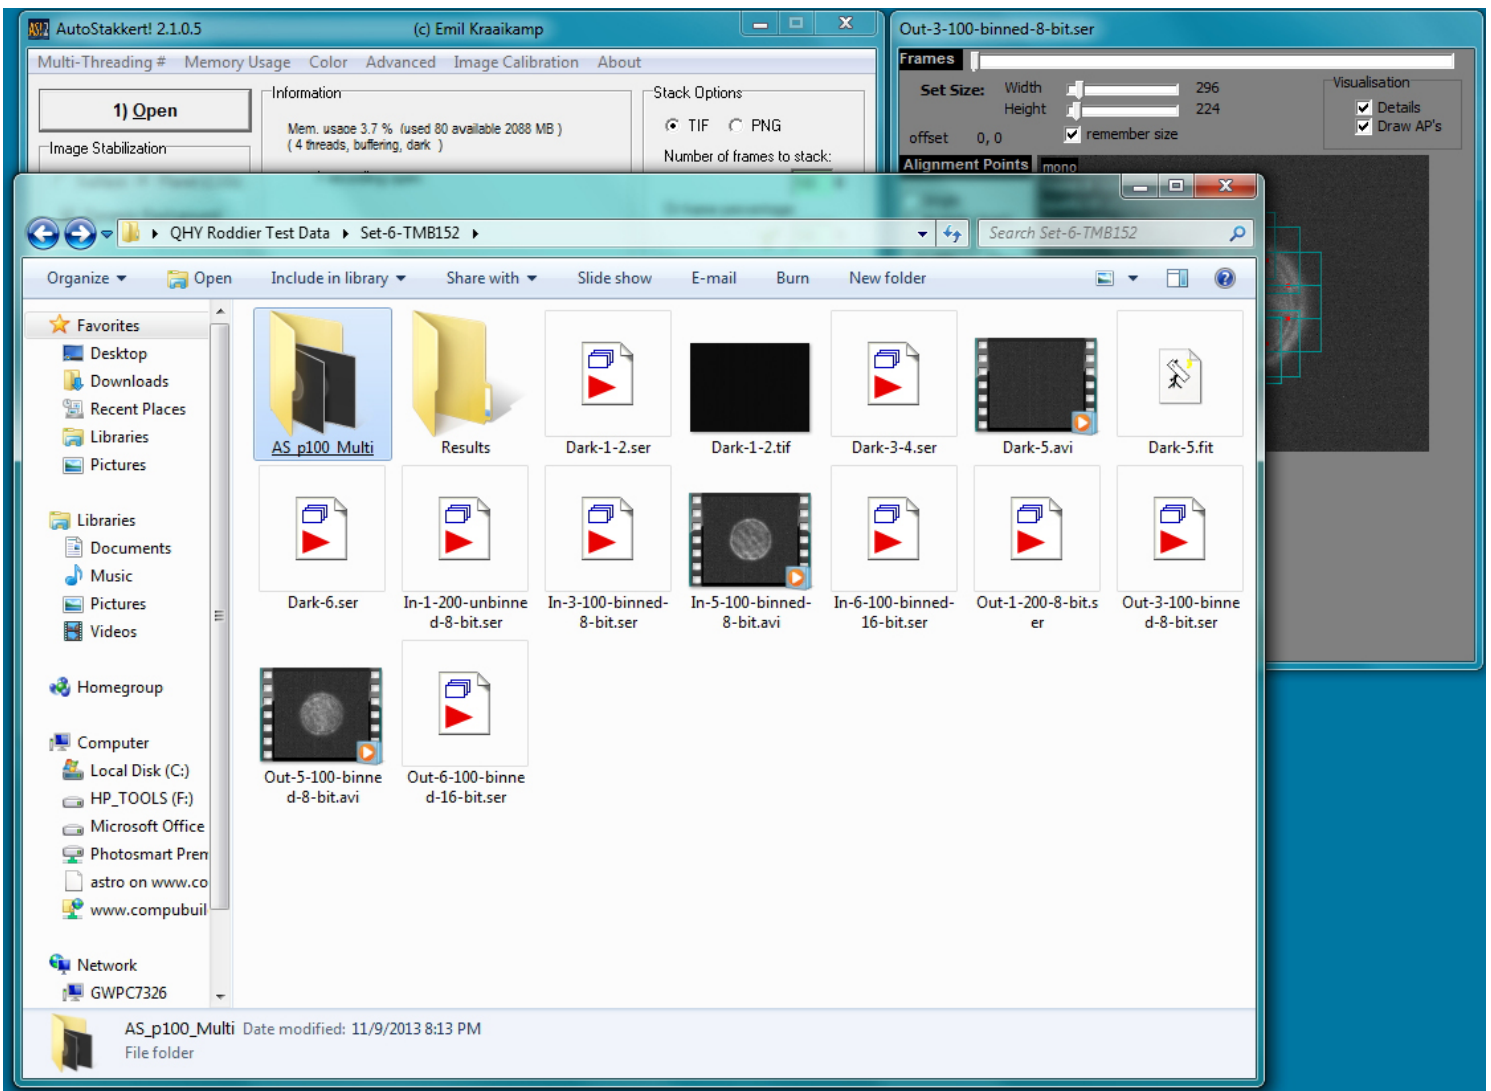 AS!2 AutoStakkert! 2.1.0.5 (c) Emil Kraaikamp
Multi-Threading # Memory Usage Color Advanced Image Calibration About
1) Open
Image Stabilization
Information
Mem. usage 3.7 % (used 80 available 2088 MB )
( 4 threads, buffering, dark )
Stack Options
TIF PNG
Number of frames to stack:
Out-3-100-binned-8-bit.ser
Frames
Set Size: Width 296
Height 224
offset 0, 0 remember size
Visualisation
Details
Draw AP's
Alignment Points mono
QHY Roddier Test Data Set-6-TMB152
Search Set-6-TMB152
Organize Open Include in library Share with Slide show E-mail Burn New folder
Favorites
Desktop
Downloads
Recent Places
Libraries
Pictures
Libraries
Documents
Music
Pictures
Videos
Homegroup
Computer
Local Disk (C:)
HP_TOOLS (F:)
Microsoft Office
Photosmart Prem
astro on www.co
www.compubuil
Network
GWPC7326
AS_p100_Multi
Results
Dark-1-2.ser
Dark-1-2.tif
Dark-3-4.ser
Dark-5.avi
Dark-5.fit
Dark-6.ser
In-1-200-unbinne
d-8-bit.ser
In-3-100-binned-
8-bit.ser
In-5-100-binned-
8-bit.avi
In-6-100-binned-
16-bit.ser
Out-1-200-8-bit.s
er
Out-3-100-binne
d-8-bit.ser
Out-5-100-binne
d-8-bit.avi
Out-6-100-binne
d-16-bit.ser
AS_p100_Multi Date modified: 11/9/2013 8:13 PM
File folder